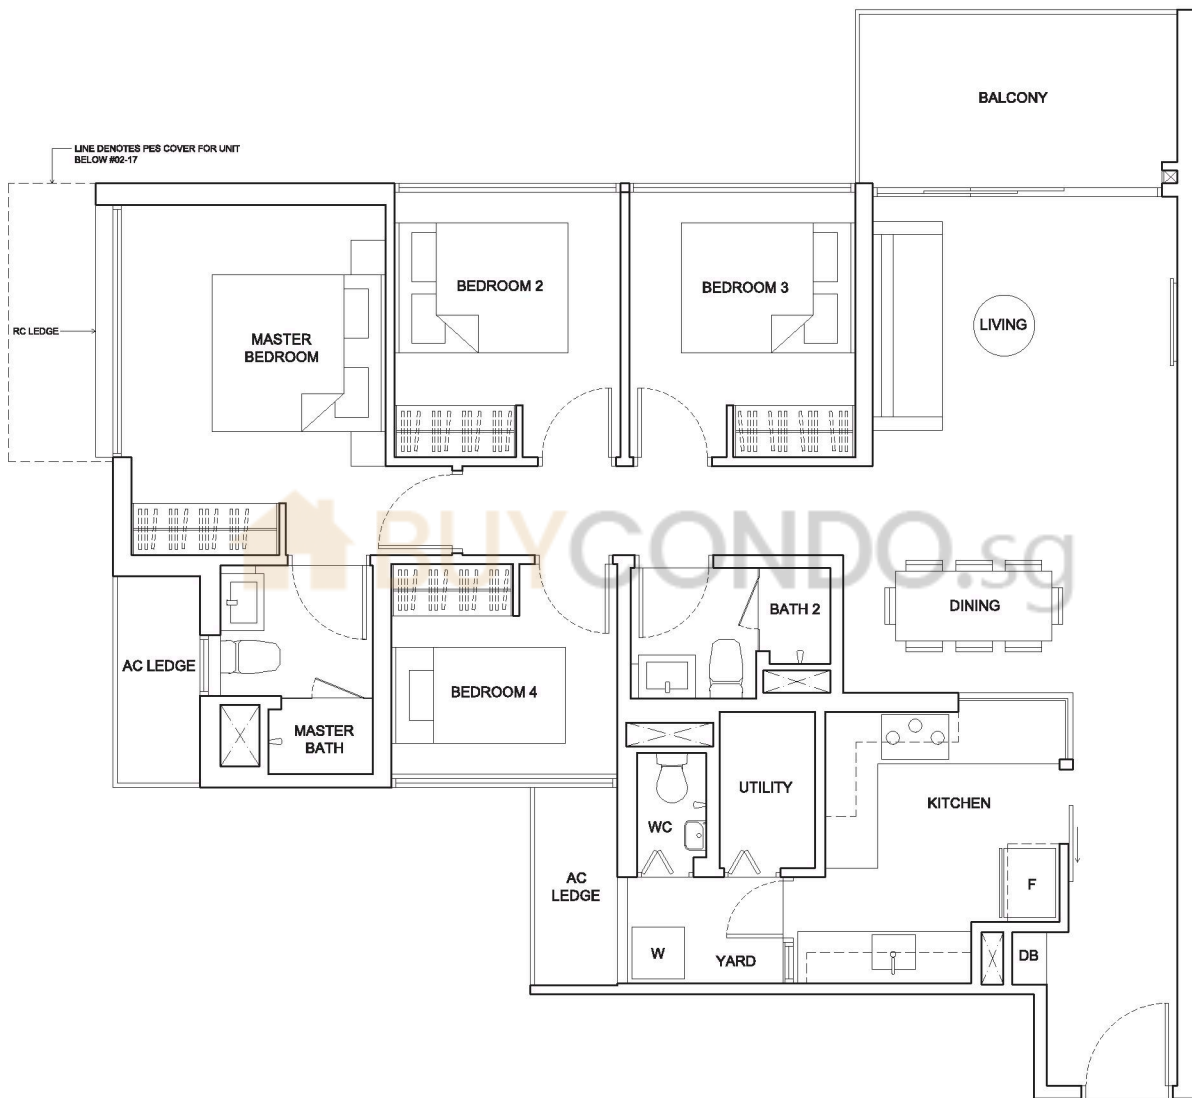 BALCONY
LINE DENOTES PES COVER FOR UNIT
BELOW #02-17
BEDROOM 2
BEDROOM 3
RC LEDGE
MASTER
BEDROOM
LIVING
BUYCONDO.sg
BATH 2
DINING
AC LEDGE
BEDROOM 4
MASTER
BATH
UTILITY
KITCHEN
WC
AC
LEDGE
F
W
YARD
DB